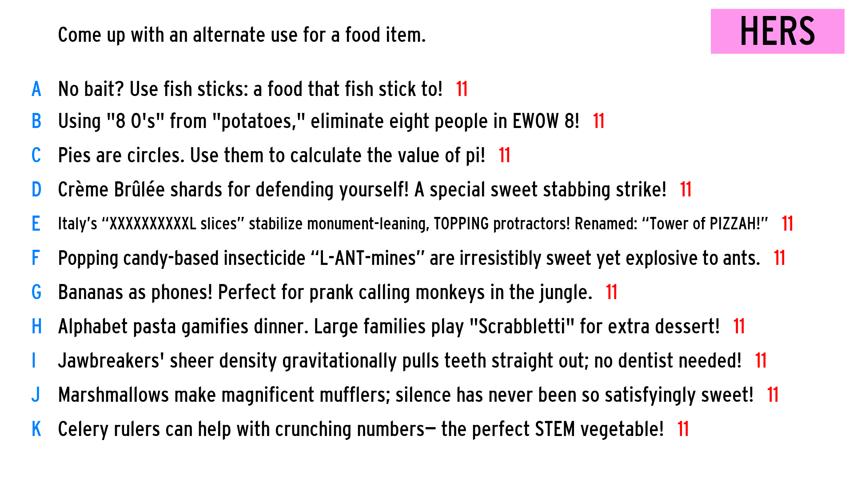 HERS
Come up with an alternate use for a food item.
A No bait? Use fish sticks: a food that fish stick to! 11
B Using "8 O's" from "potatoes," eliminate eight people in EWOW 8! 11
C Pies are circles. Use them to calculate the value of pi! 11
D Crème Brûlée shards for defending yourself! A special sweet stabbing strike! 11
E Italy's “XXXXXXXXXXL slices” stabilize monument-leaning, TOPPING protractors! Renamed: “Tower of PIZZAH!” 11
F Popping candy-based insecticide “L-ANT-mines” are irresistibly sweet yet explosive to ants. 11
G Bananas as phones! Perfect for prank calling monkeys in the jungle. 11
H Alphabet pasta gamifies dinner. Large families play "Scrabbletti" for extra dessert! 11
I Jawbreakers' sheer density gravitationally pulls teeth straight out; no dentist needed! 11
J Marshmallows make magnificent mufflers; silence has never been so satisfyingly sweet! 11
K Celery rulers can help with crunching numbers— the perfect STEM vegetable! 11